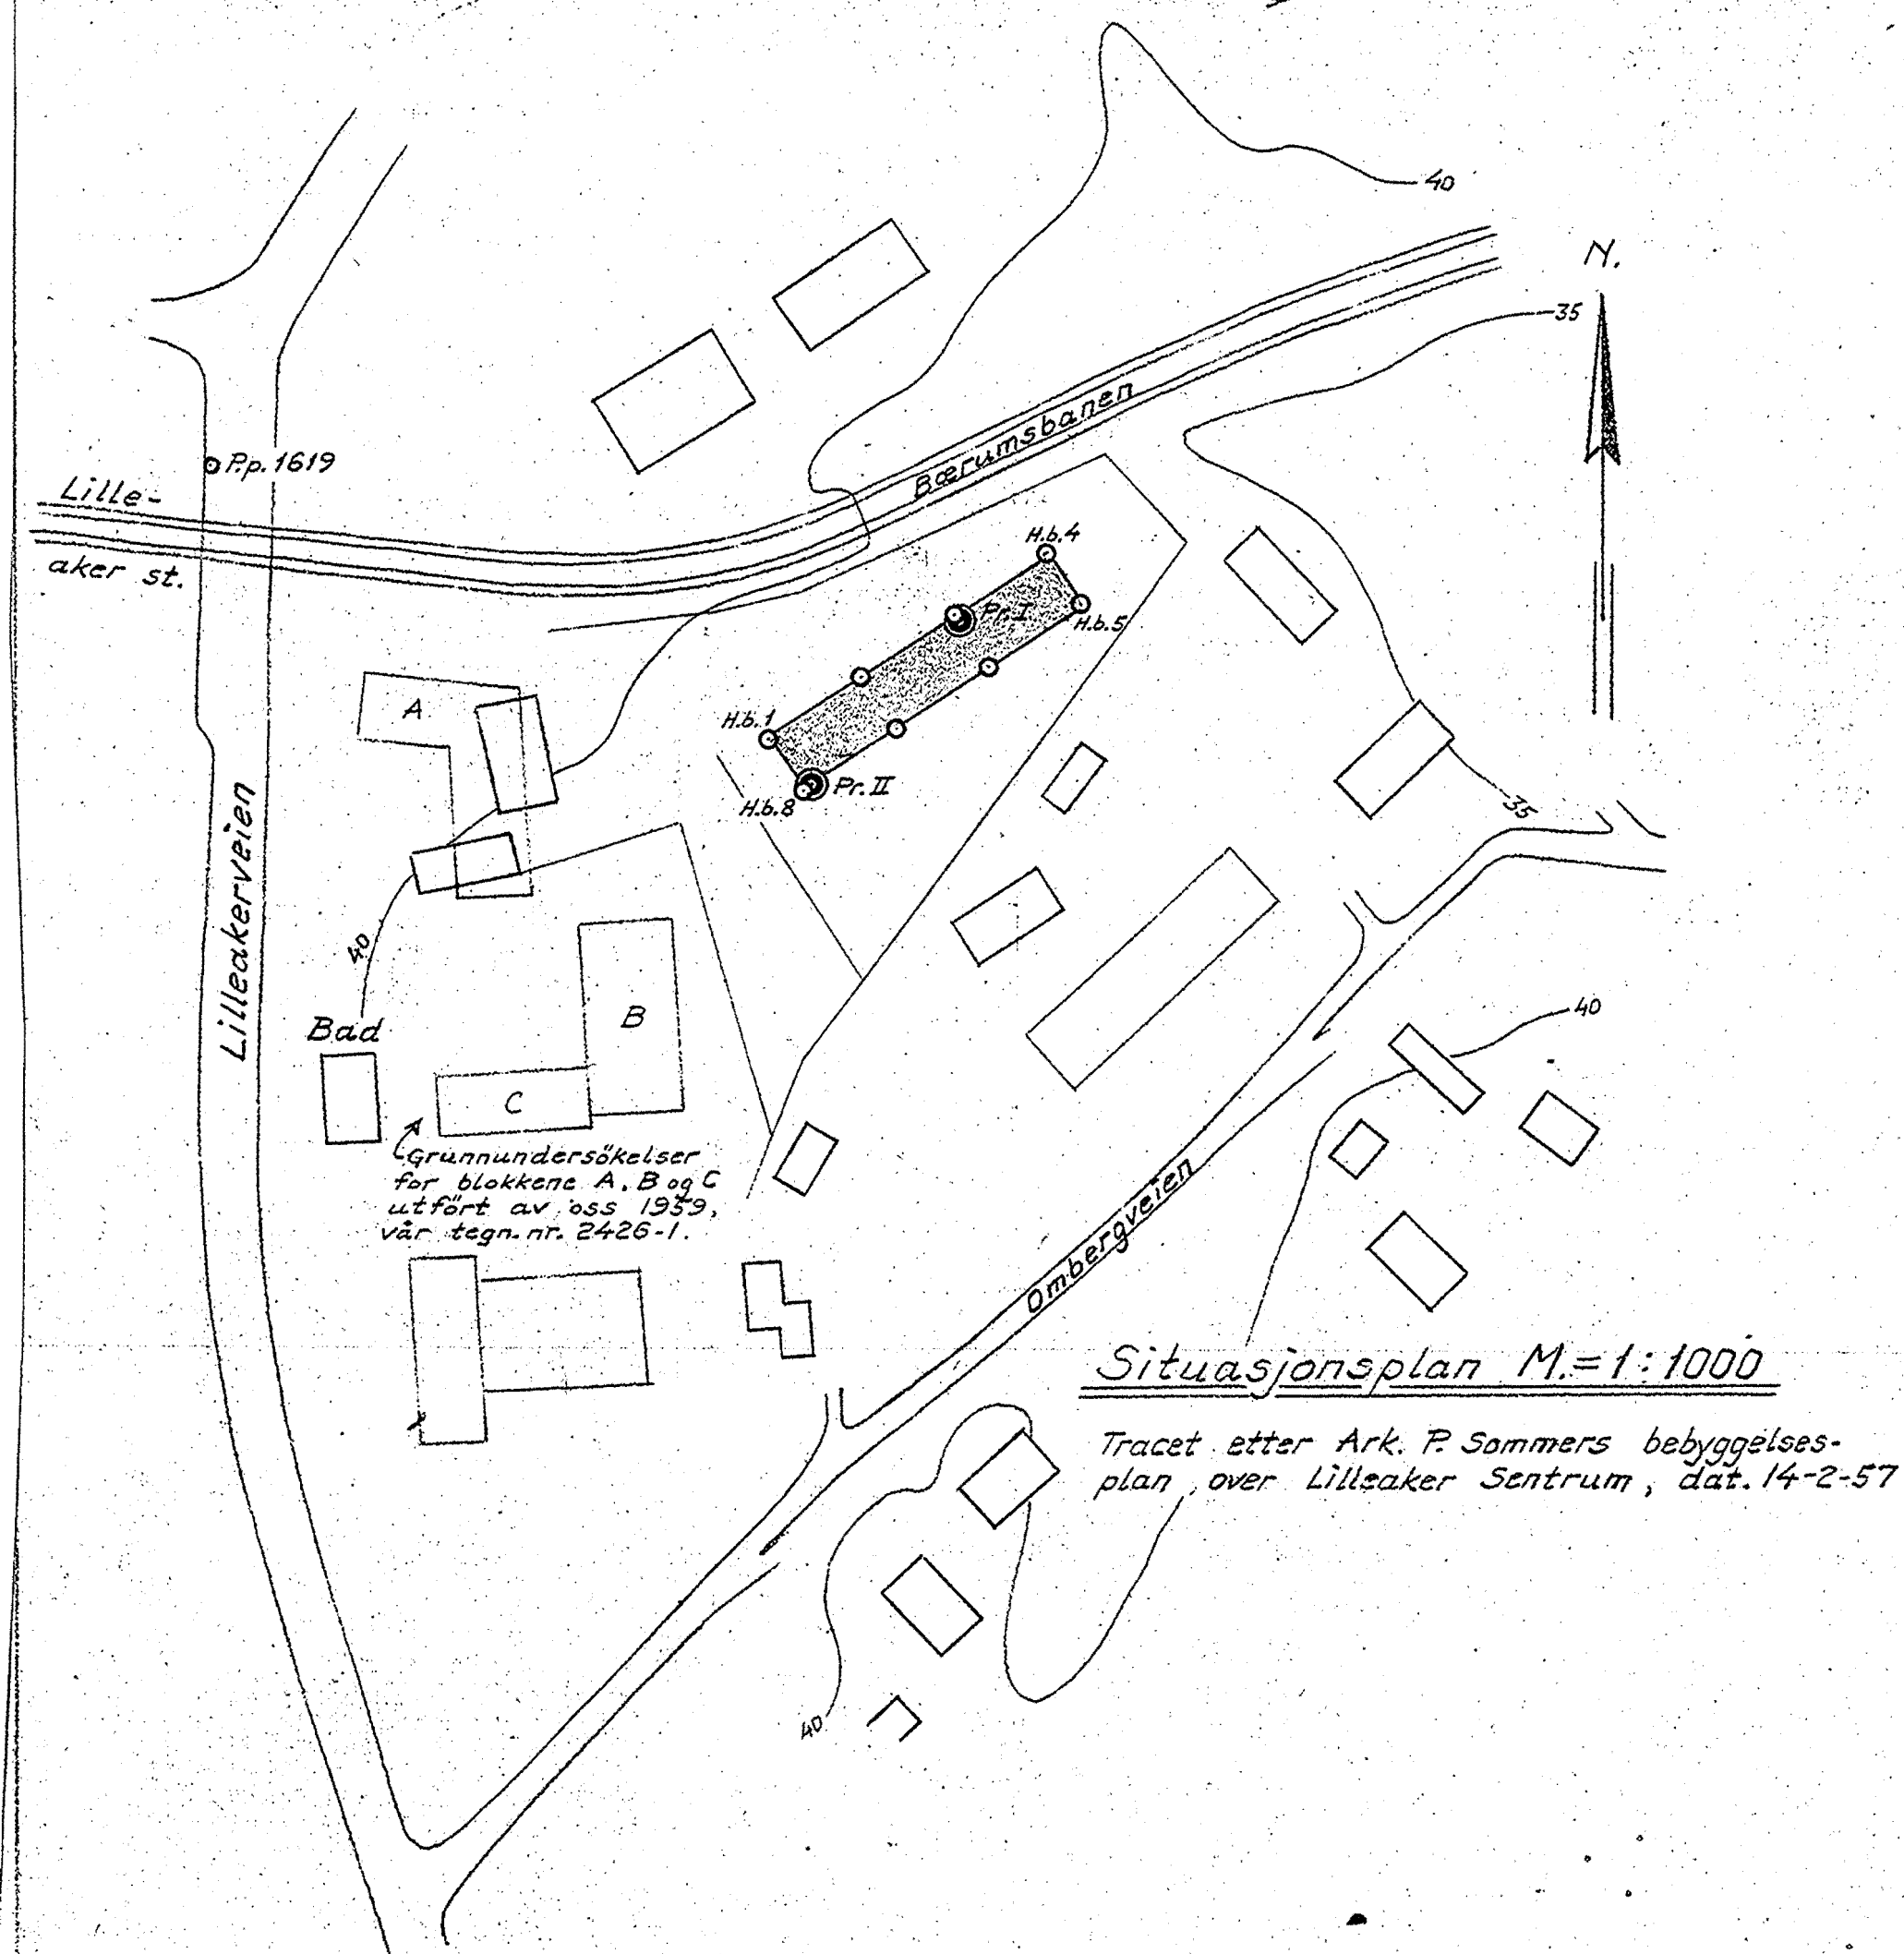 40
N.
35
Bærumsbanen
P.p. 1619
Lille-
aker st.
H.b.4
Pr. I
H.b.5
A
H.b.1
Pr. II
H.b.8
35
Lilleakerveien
40
B
40
Bad
C
Grunnundersökelser
for blokkene A, B og C
utfört av oss 1959,
vår tegn. nr. 2426-1.
Ombergveien
Situasjonsplan M.=1:1000
Tracet etter Ark. P. Sommers bebyggelses-
plan over Lilleaker Sentrum, dat. 14-2-57
40